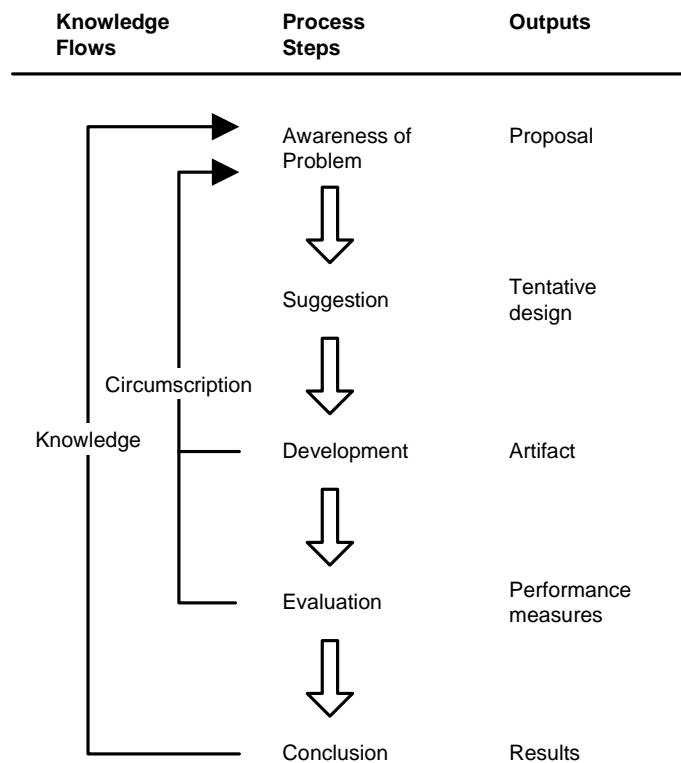 Knowledge
Flows
Process
Steps
Outputs
Awareness of
Problem
Proposal
Suggestion
Tentative
design
Circumscription
Knowledge
Development
Artifact
Evaluation
Performance
measures
Conclusion
Results